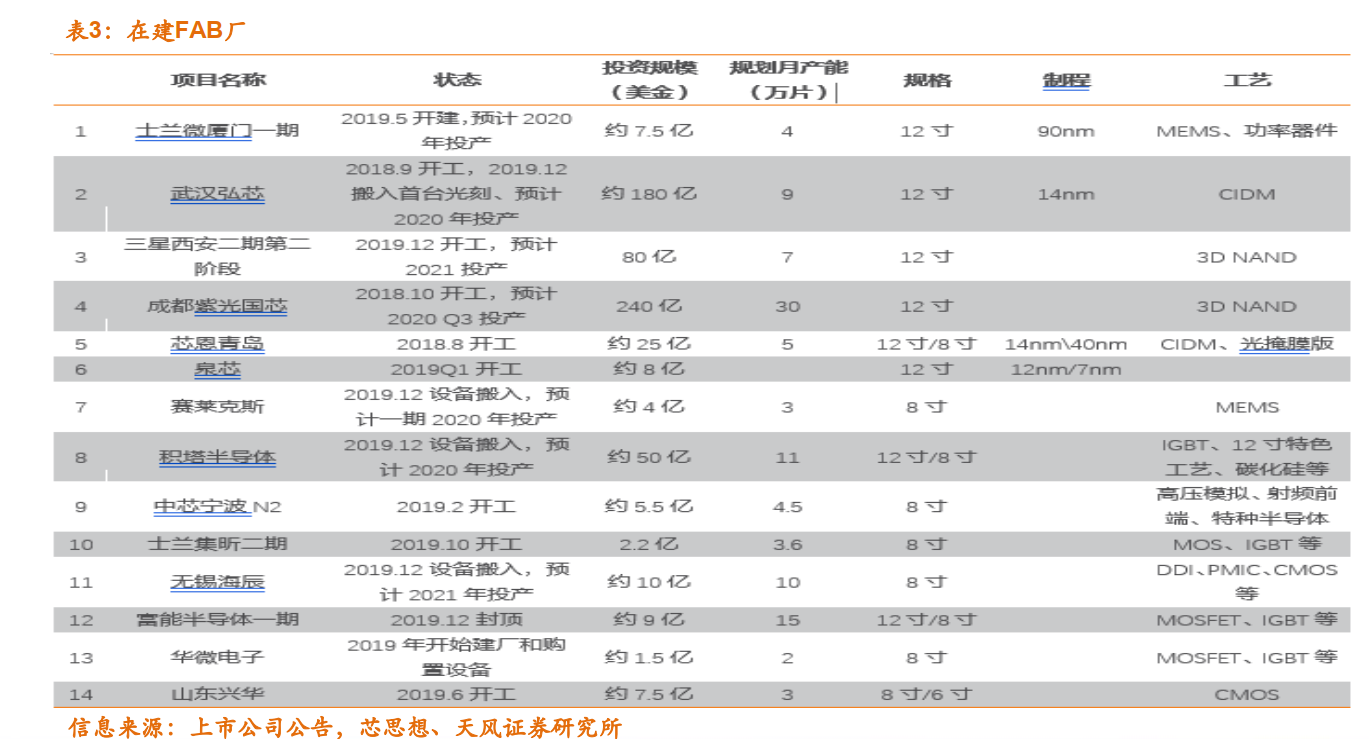 表3：在建FAB厂
投资规模 规划月产能
项目名称 状态 规格 制程 工艺
（美金） （万片）
2019.5 开建,预计 2020
1 士兰微厦门一期 约 7.5 亿 4 12 寸 90nm MEMS、功率器件
年投产
2018.9 开工，2019.12
2 武汉弘芯 搬入首台光刻、预计 约 180 亿 9 12 寸 14nm CIDM
2020 年投产
三星西安二期第二 2019.12 开工，预计
3 80 亿 7 12 寸 3D NAND
阶段 2021 投产
2018.10 开工，预计
4 成都紫光国芯 240 亿 30 12 寸 3D NAND
2020 Q3 投产
5 芯恩青岛 2018.8 开工 约 25 亿 5 12 寸/8 寸 14nm\40nm CIDM、光掩膜版
6 泉芯 2019Q1 开工 约 8 亿 12 寸 12nm/7nm
2019.12 设备搬入，预
7 赛莱克斯 约 4 亿 3 8 寸 MEMS
计一期 2020 年投产
2019.12 设备搬入，预 IGBT、12 寸特色
8 积塔半导体 约 50 亿 11 12 寸/8 寸
计 2020 年投产 工艺、碳化硅等
高压模拟、射频前
9 中芯宁波 N2 2019.2 开工 约 5.5 亿 4.5 8 寸
端、特种半导体
10 士兰集昕二期 2019.10 开工 2.2 亿 3.6 8 寸 MOS、IGBT 等
2019.12 设备搬入，预 DDI、PMIC、CMOS
11 无锡海辰 约 10 亿 10 8 寸
计 2021 年投产 等
12 富能半导体一期 2019.12 封顶 约 9 亿 15 12 寸/8 寸 MOSFET、IGBT 等
2019 年开始建厂和购
13 华微电子 约 1.5 亿 2 8 寸 MOSFET、IGBT 等
置设备
14 山东兴华 2019.6 开工 约 7.5 亿 3 8 寸/6 寸 CMOS
信息来源：上市公司公告，芯思想、天风证券研究所